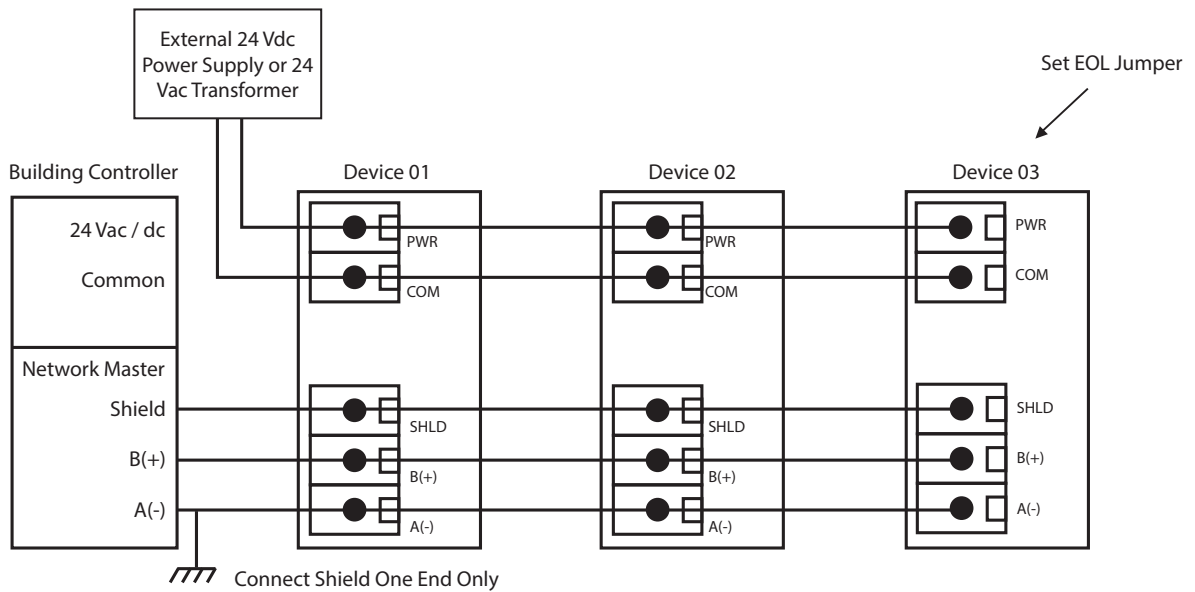 External 24 Vdc
Power Supply or 24
Vac Transformer
Set EOL Jumper
Building Controller
Device 01
Device 02
Device 03
24 Vac / dc
PWR
PWR
PWR
Common
COM
COM
COM
Network Master
Shield
SHLD
SHLD
SHLD
B(+)
B(+)
B(+)
B(+)
A(-)
A(-)
A(-)
A(-)
Connect Shield One End Only